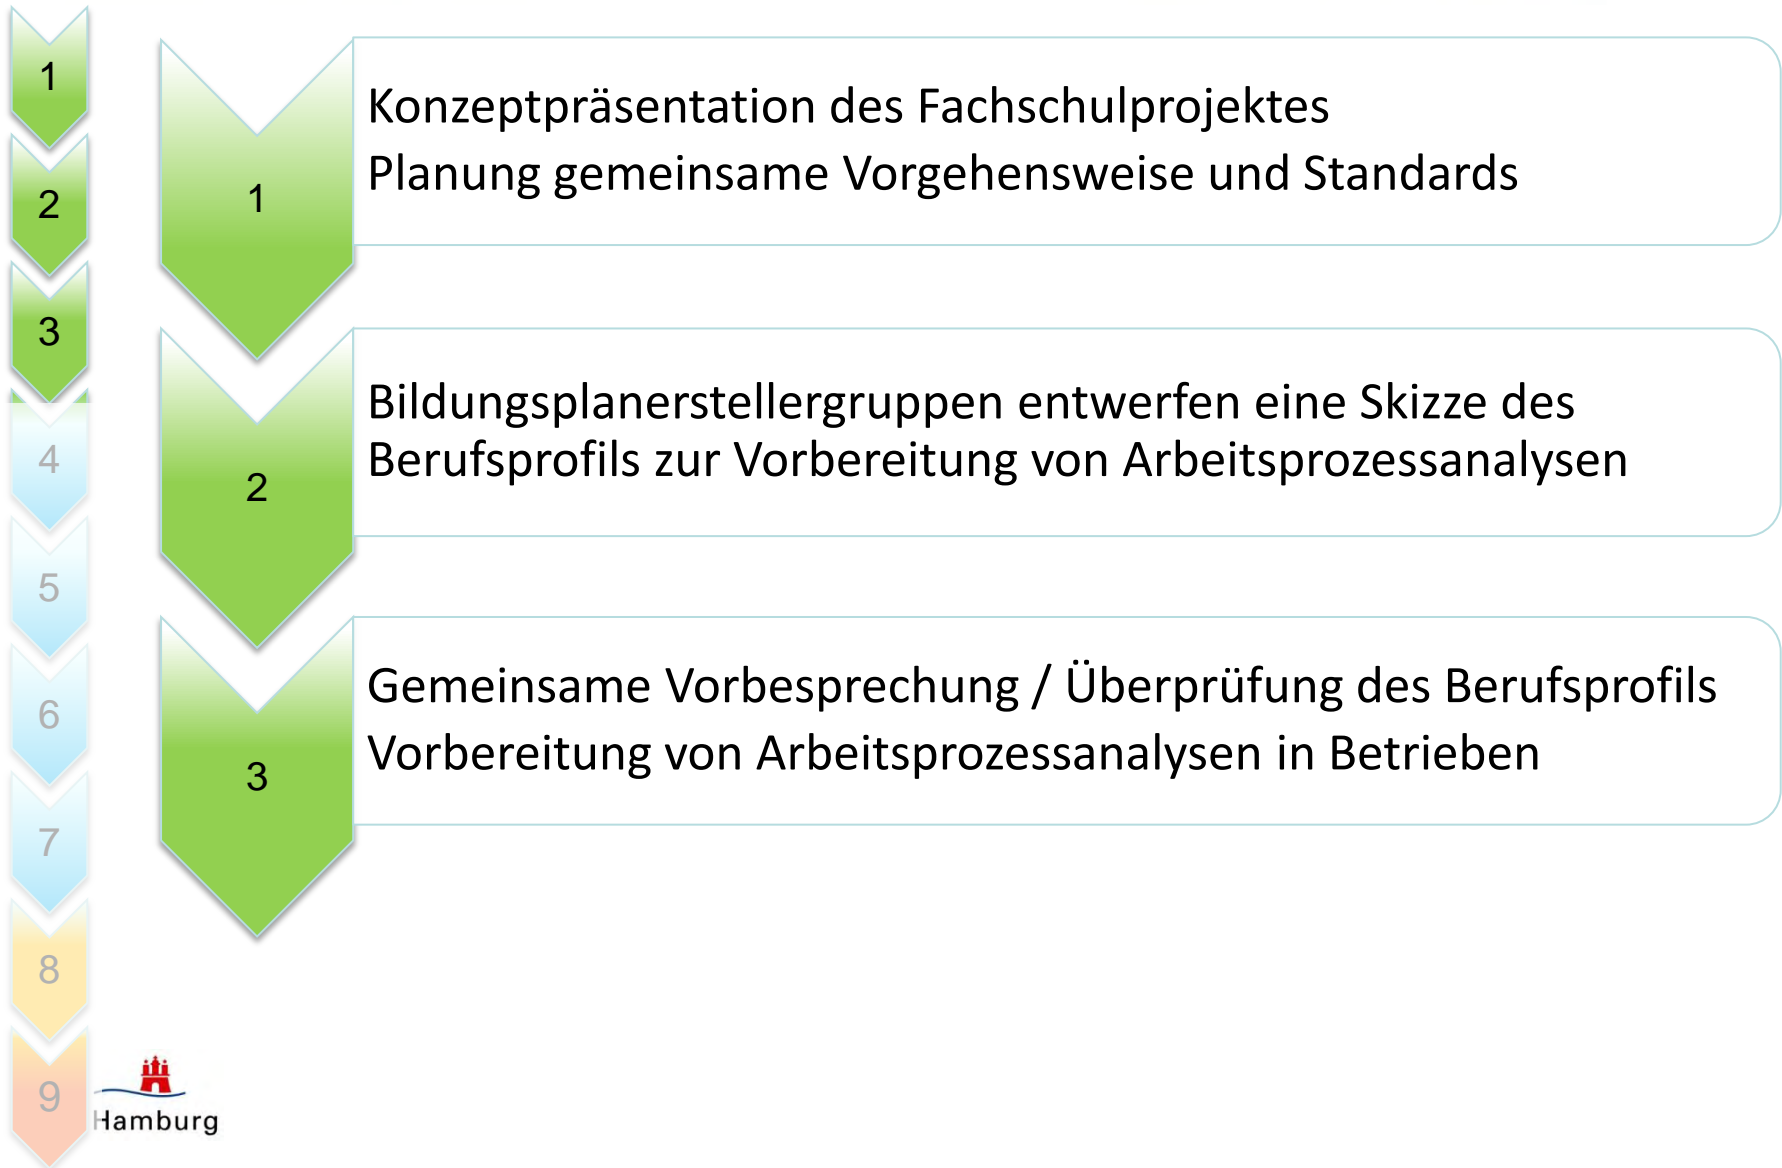 1
2
3
4
5
6
7
8
9
1
Konzeptpräsentation des Fachschulprojektes
Planung gemeinsame Vorgehensweise und Standards
2
Bildungsplanerstellergruppen entwerfen eine Skizze des
Berufsprofils zur Vorbereitung von Arbeitsprozessanalysen
3
Gemeinsame Vorbesprechung / Überprüfung des Berufsprofils
Vorbereitung von Arbeitsprozessanalysen in Betrieben
Hamburg